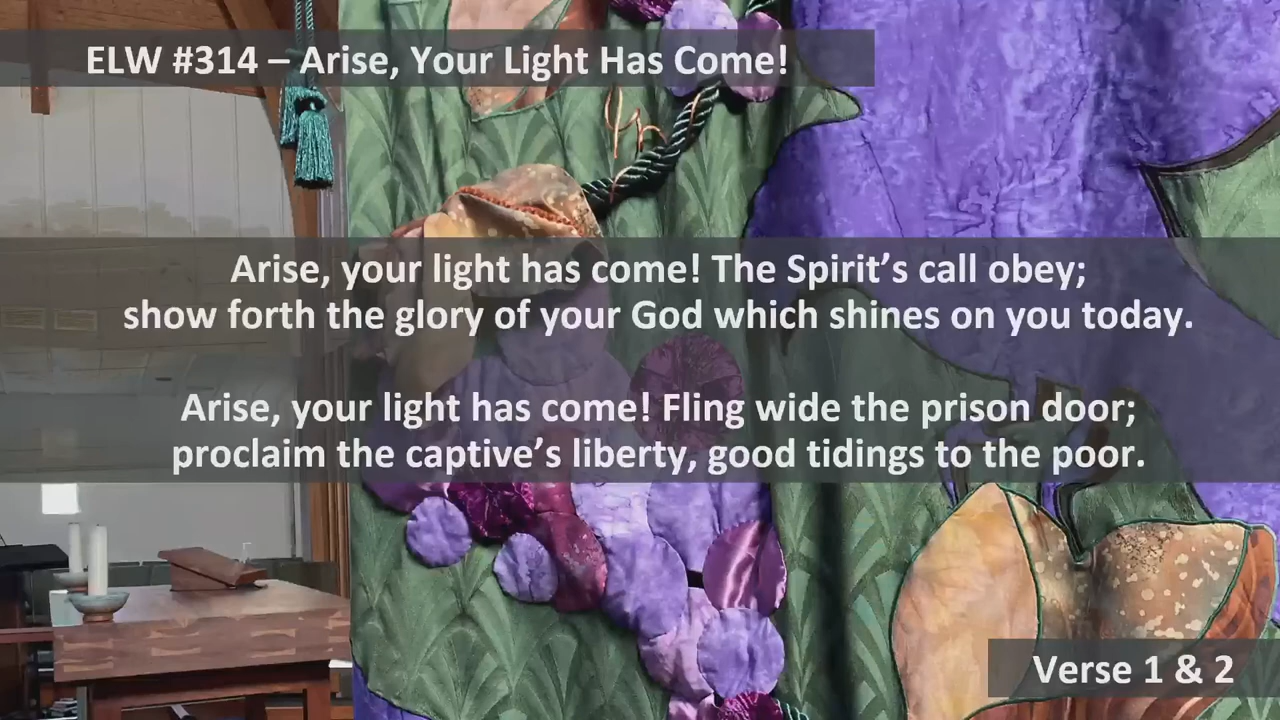 ELW #314 – Arise, Your Light Has Come!
Arise, your light has come! The Spirit’s call obey;
show forth the glory of your God which shines on you today.
Arise, your light has come! Fling wide the prison door;
proclaim the captive’s liberty, good tidings to the poor.
Verse 1 & 2